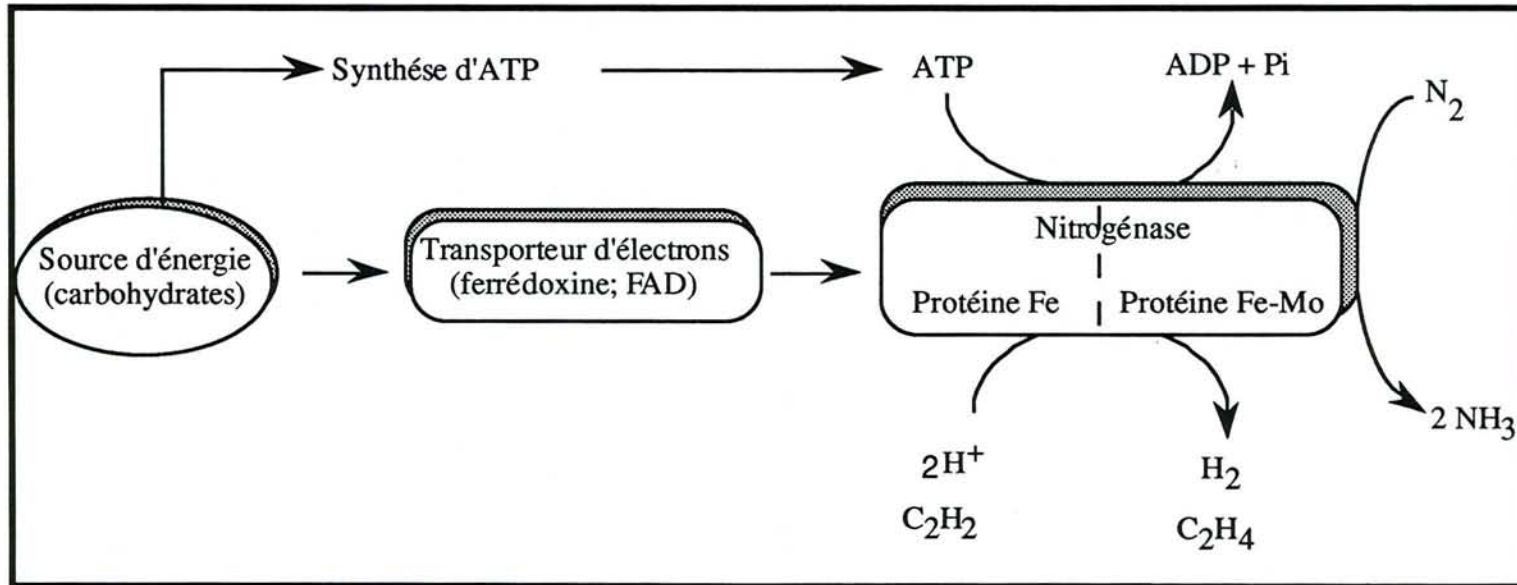 Synthése d'ATP
ATP
ADP + Pi
N₂
Source d'énergie
(carbohydrates)
Transporteur d'électrons
(ferrédoxine; FAD)
Nitrogénase
Protéine Fe
Protéine Fe-Mo
2 NH₃
2H⁺
H₂
C₂H₂
C₂H₄